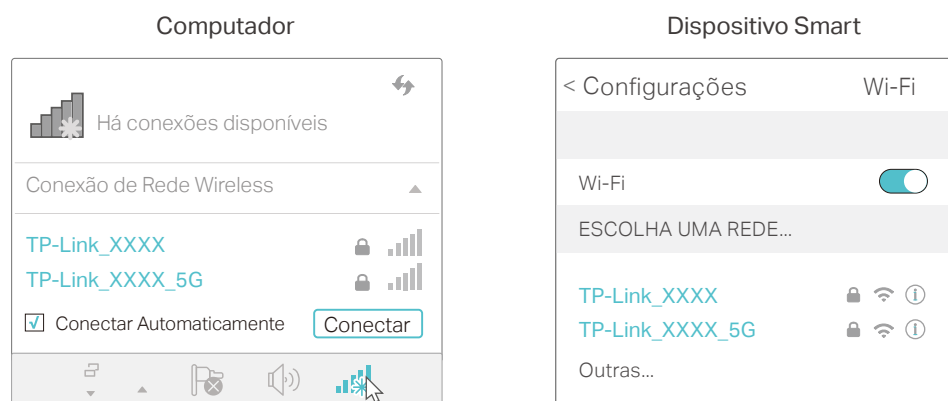 Computador
Há conexões disponíveis
Conexão de Rede Wireless
TP-Link_XXXX
TP-Link_XXXX_5G
Conectar Automaticamente
Conectar
Dispositivo Smart
< Configurações
Wi-Fi
Wi-Fi
ESCOLHA UMA REDE...
TP-Link_XXXX
TP-Link_XXXX_5G
Outras...